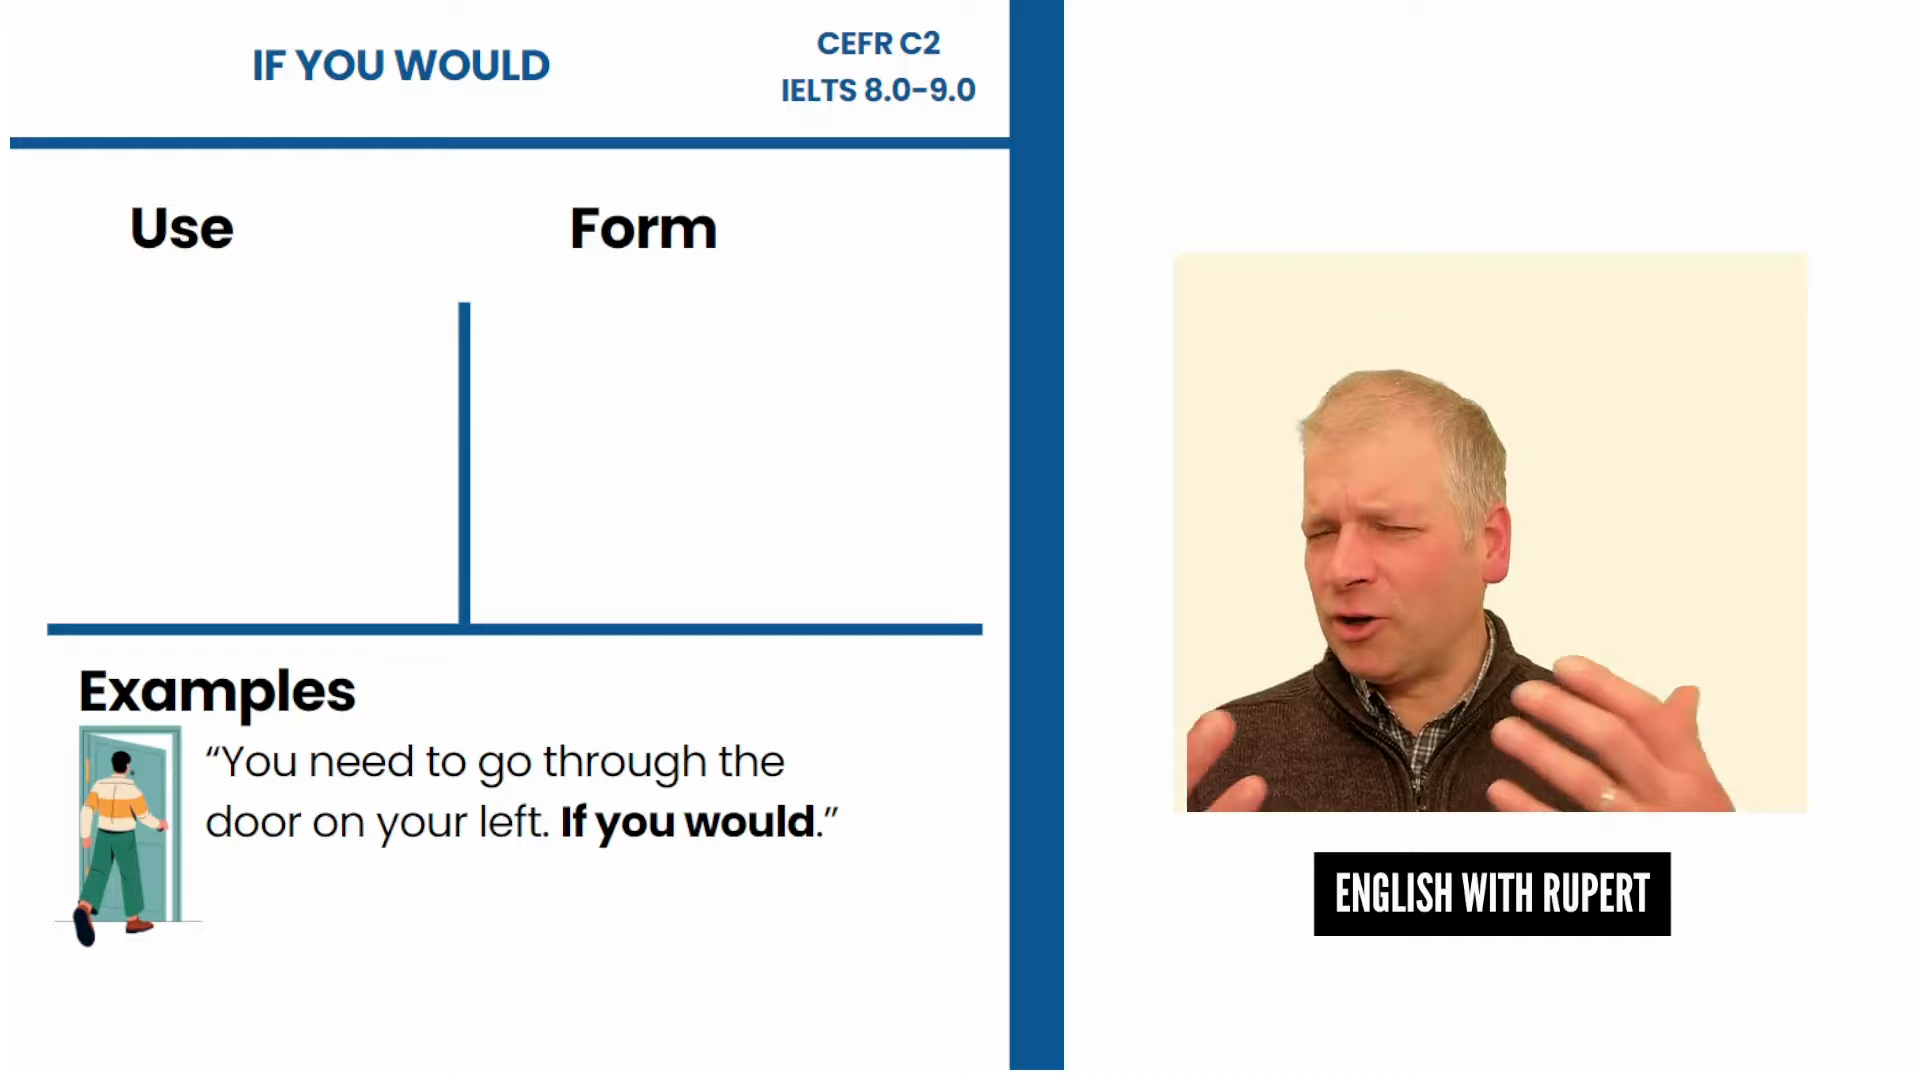 IF YOU WOULD
CEFR C2
IELTS 8.0-9.0
Use
Form
Examples
“You need to go through the
door on your left. If you would.”
ENGLISH WITH RUPERT